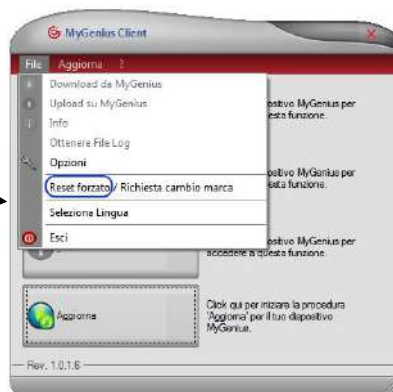 MyGenius Client
File Aggiorna ?
Download da MyGenius
Upload su MyGenius
Info
Ottenere File Log
Opzioni
Reset forzato / Richiesta cambio marca
Seleziona Lingua
Esci
ositivo MyGenius per
esta funzione.
ositivo MyGenius per
esta funzione.
ositivo MyGenius per
accedere a questa funzione.
Aggiorna
Click qui per iniziare la procedura
'Aggiorna' per il tuo dispositivo
MyGenius.
Rev. 1.0.1.6